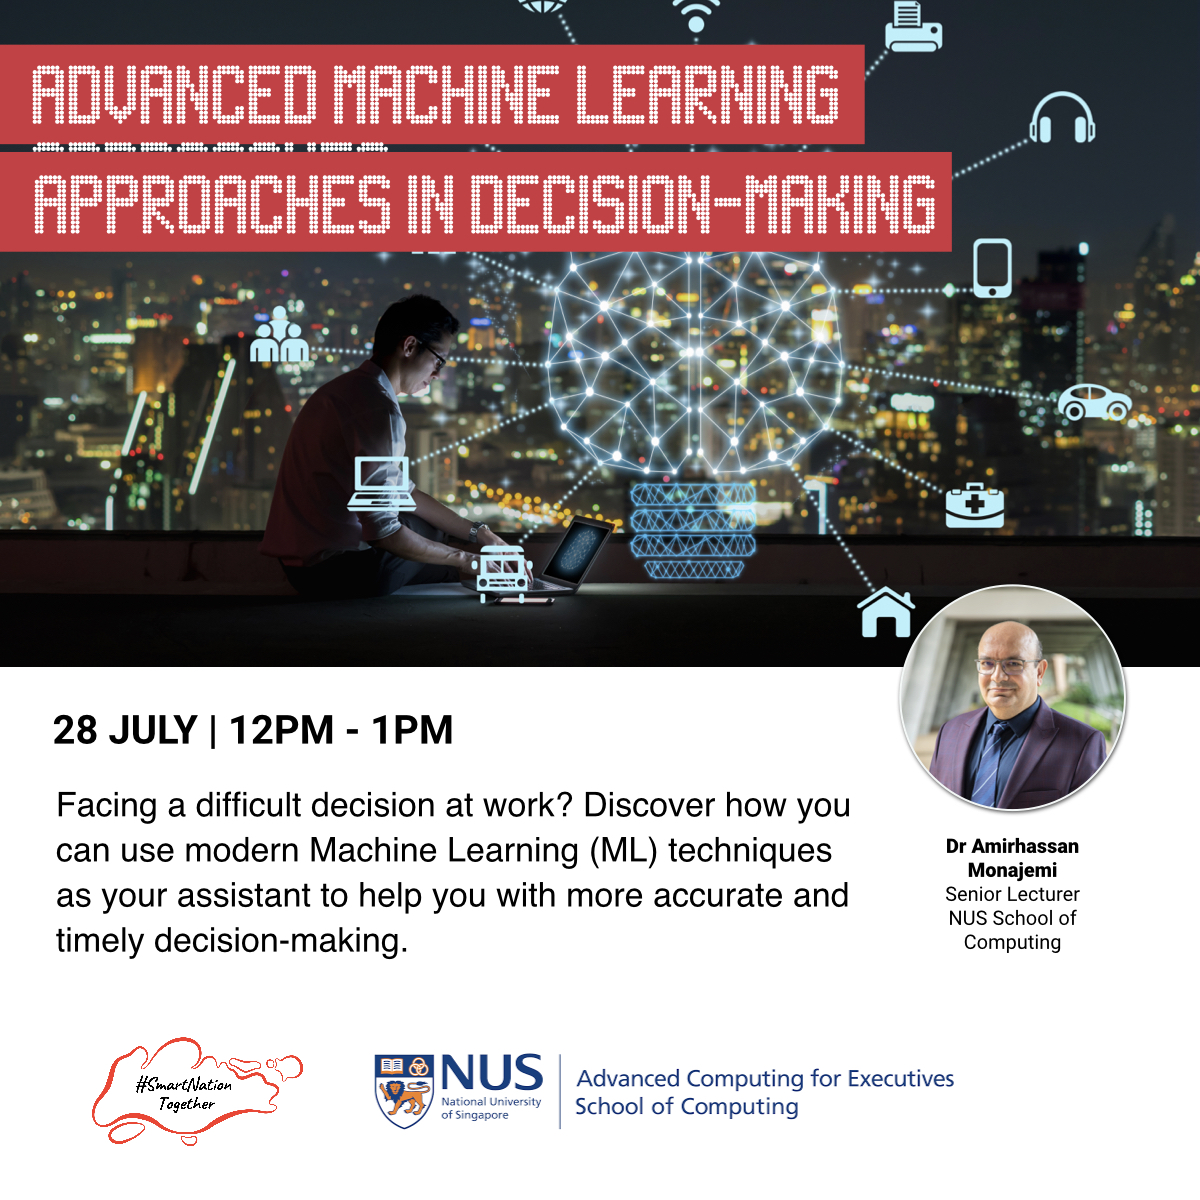 ADVANCED MACHINE LEARNING
APPROACHES IN DECISION-MAKING
28 JULY | 12PM - 1PM
Facing a difficult decision at work? Discover how you
can use modern Machine Learning (ML) techniques
as your assistant to help you with more accurate and
timely decision-making.
Dr Amirhassan
Monajemi
Senior Lecturer
NUS School of
Computing
#SmartNation
Together
NUS
National University
of Singapore
Advanced Computing for Executives
School of Computing